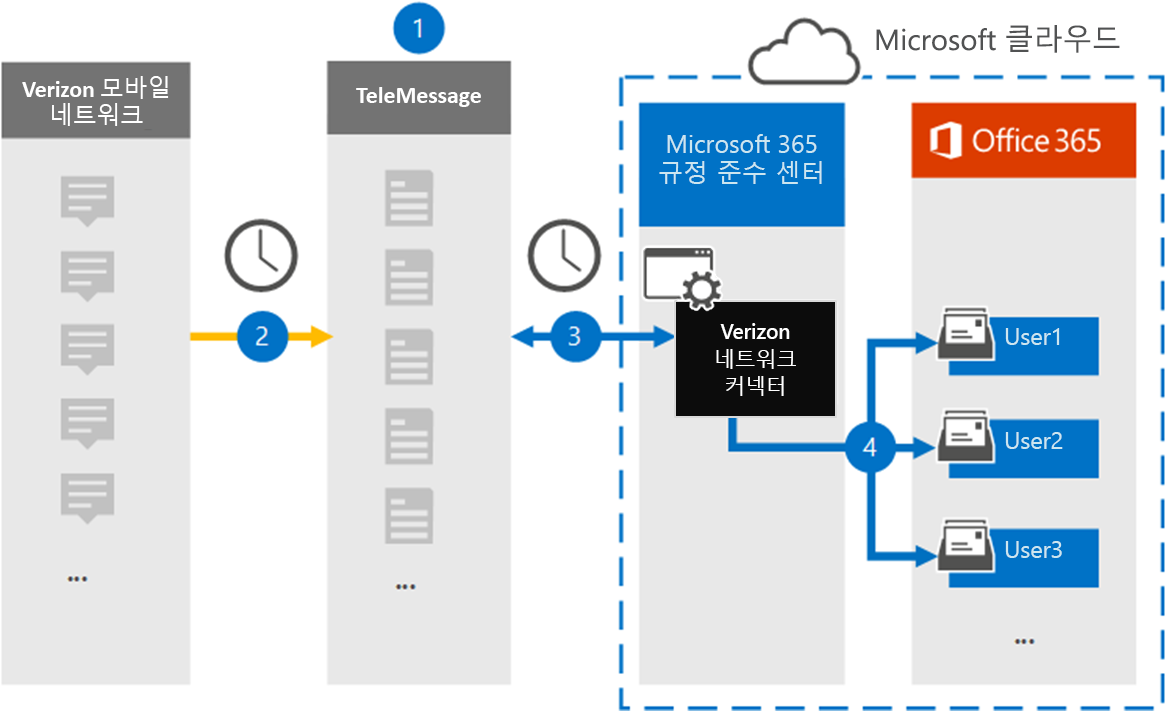 1
Microsoft 클라우드
Verizon 모바일
네트워크
TeleMessage
Microsoft 365
규정 준수 센터
Office 365
2
3
Verizon
네트워크
커넥터
4
User1
User2
User3
...
...
...